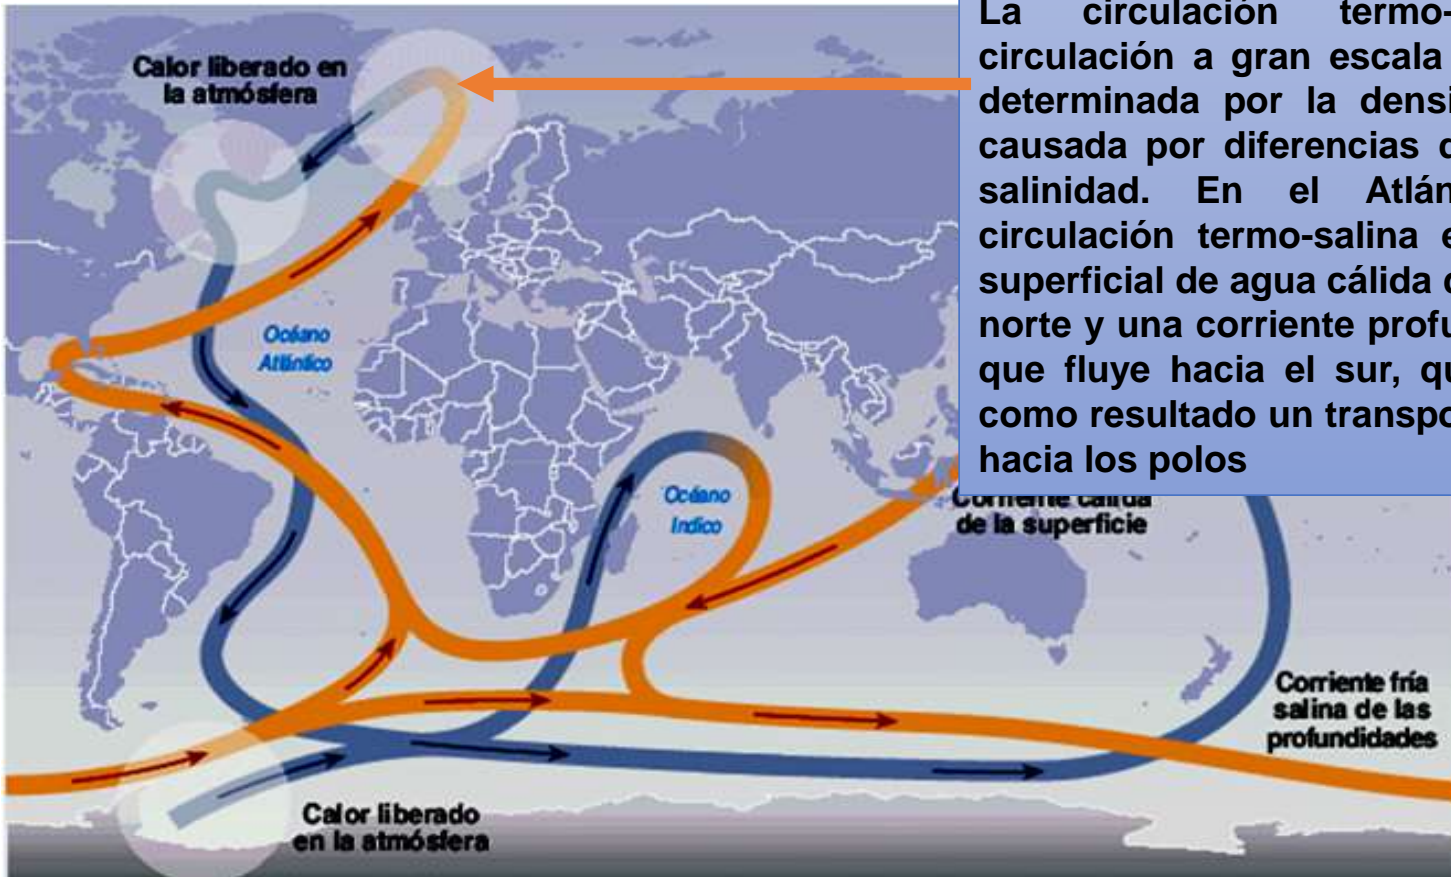 Calor liberado en
la atmósfera
La circulación termo-
circulación a gran escala
determinada por la densi
causada por diferencias
salinidad. En el Atlán
circulación termo-salina e
superficial de agua cálida
norte y una corriente profu
que fluye hacia el sur, qu
como resultado un transpo
hacia los polos
Océano
Atlántico
Océano
Indico
Corriente cálida
de la superficie
Corriente fría
salina de las
profundidades
Calor liberado
en la atmósfera